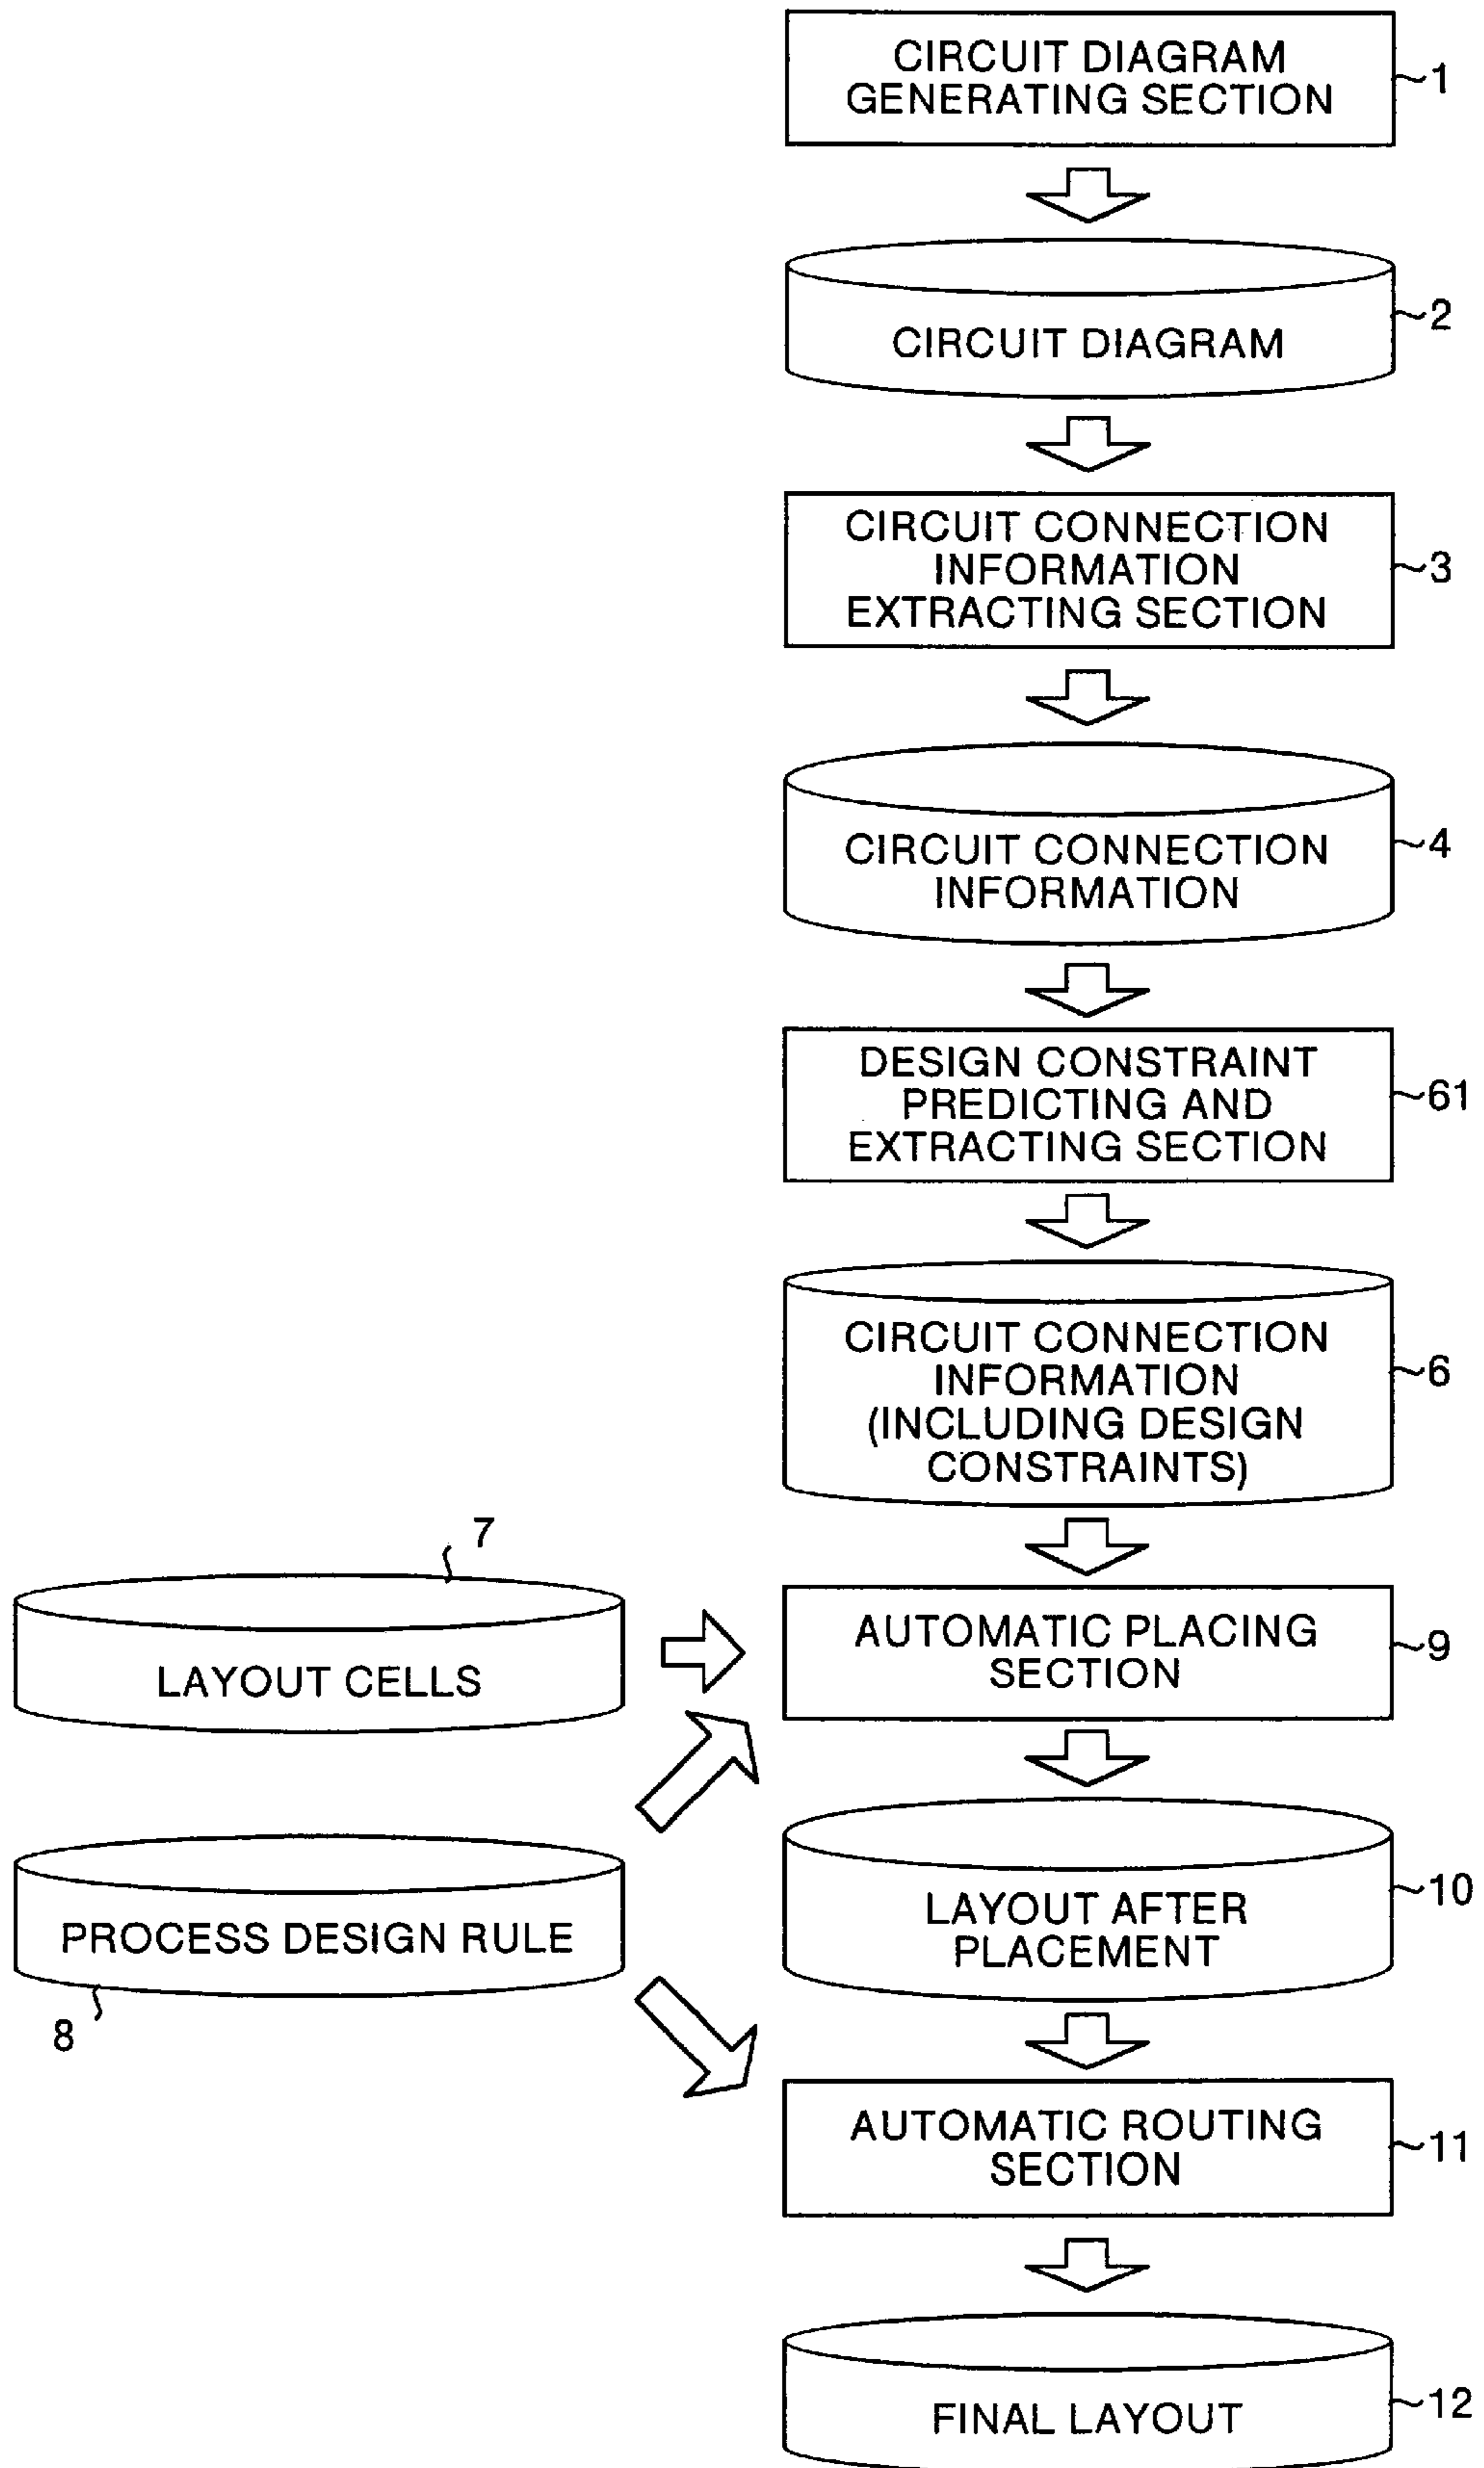 CIRCUIT DIAGRAM
GENERATING SECTION
1
CIRCUIT DIAGRAM
2
CIRCUIT CONNECTION
INFORMATION
EXTRACTING SECTION
3
CIRCUIT CONNECTION
INFORMATION
4
DESIGN CONSTRAINT
PREDICTING AND
EXTRACTING SECTION
61
CIRCUIT CONNECTION
INFORMATION
(INCLUDING DESIGN
CONSTRAINTS)
6
7
LAYOUT CELLS
AUTOMATIC PLACING
SECTION
9
PROCESS DESIGN RULE
8
LAYOUT AFTER
PLACEMENT
10
AUTOMATIC ROUTING
SECTION
11
FINAL LAYOUT
12